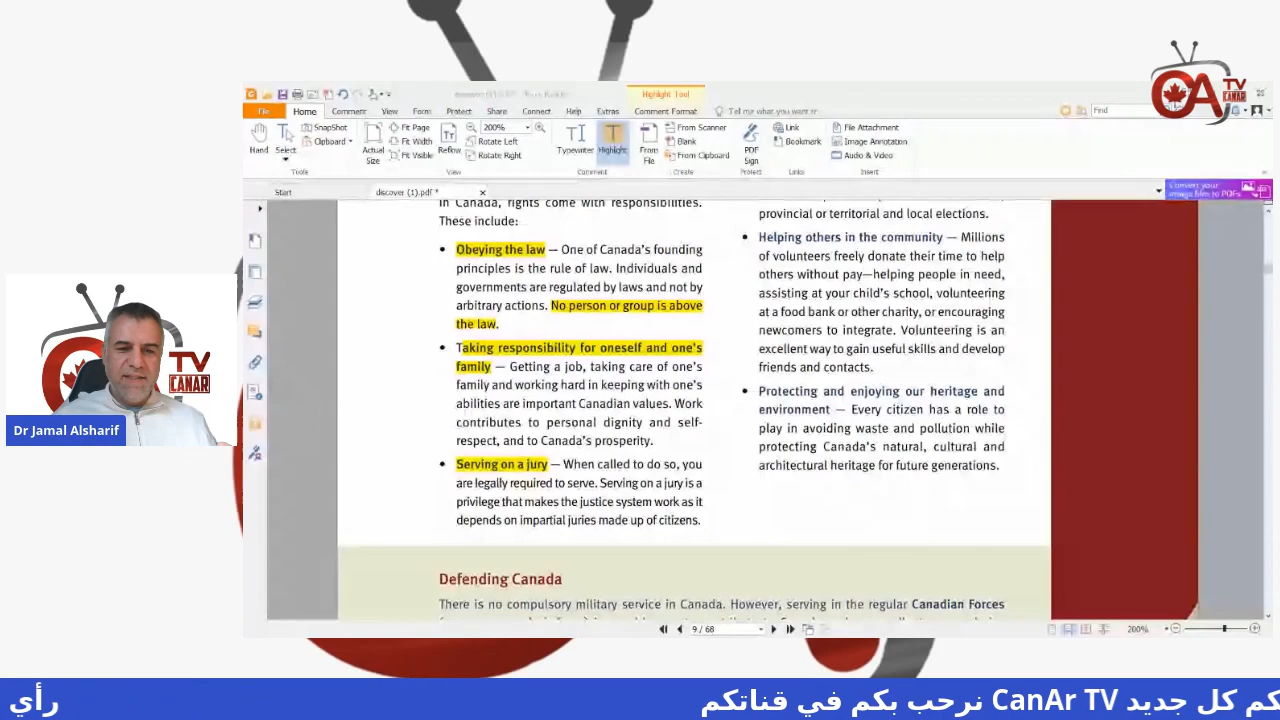 TV
CANAR
Highlight Tool
File
Home
Comment
View
Form
Protect
Share
Connect
Help
Extras
Comment Format
Tell me what you want
Find
Hand
Select
SnapShot
Clipboard
Tools
Actual
Size
Fit Page
Fit Width
Fit Visible
Reflow
200%
Rotate Left
Rotate Right
View
Typewriter
Highlight
Comment
From
File
From Scanner
Blank
From Clipboard
Create
PDF
Sign
Protect
Link
Bookmark
Links
File Attachment
Image Annotation
Audio & Video
Insert
Start
discover (1).pdf *
Convert your
image film to PDFs
In Canada, rights come with responsibilities.
These include:
• Obeying the law — One of Canada's founding
principles is the rule of law. Individuals and
governments are regulated by laws and not by
arbitrary actions. No person or group is above
the law.
• Taking responsibility for oneself and one's
family — Getting a job, taking care of one's
family and working hard in keeping with one's
abilities are important Canadian values. Work
contributes to personal dignity and self-
respect, and to Canada's prosperity.
• Serving on a jury — When called to do so, you
are legally required to serve. Serving on a jury is a
privilege that makes the justice system work as it
depends on impartial juries made up of citizens.
provincial or territorial and local elections.
• Helping others in the community — Millions
of volunteers freely donate their time to help
others without pay—helping people in need,
assisting at your child's school, volunteering
at a food bank or other charity, or encouraging
newcomers to integrate. Volunteering is an
excellent way to gain useful skills and develop
friends and contacts.
• Protecting and enjoying our heritage and
environment — Every citizen has a role to
play in avoiding waste and pollution while
protecting Canada's natural, cultural and
architectural heritage for future generations.
Defending Canada
There is no compulsory military service in Canada. However, serving in the regular Canadian Forces
9 / 68
200%
TV
CANAR
Dr Jamal Alsharif
كم كل جديد CanAr TV نرحب بكم في قناتكم
رأي